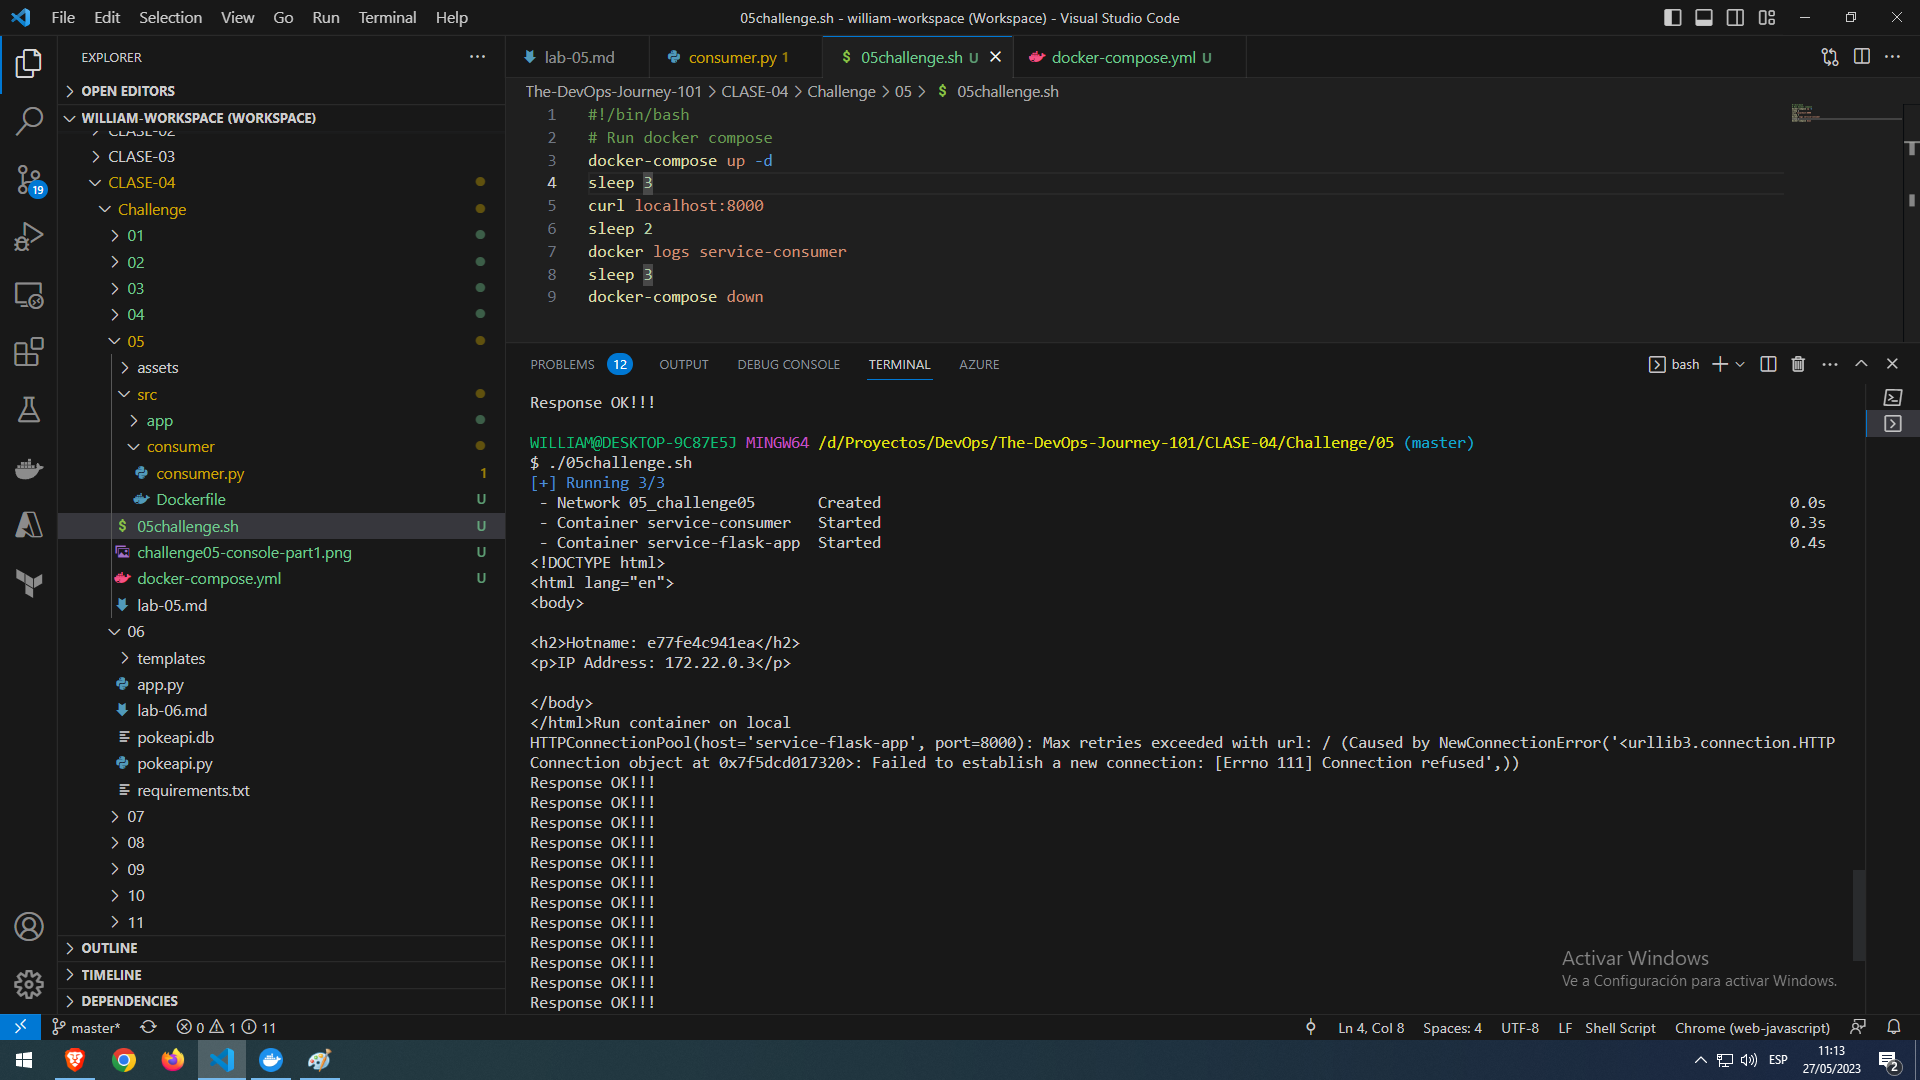 File Edit Selection View Go Run Terminal Help
05challenge.sh - william-workspace (Workspace) - Visual Studio Code
EXPLORER
OPEN EDITORS
WILLIAM-WORKSPACE (WORKSPACE)
CLASE-02
CLASE-03
CLASE-04
Challenge
01
02
03
04
05
assets
src
app
consumer
consumer.py 1
Dockerfile U
05challenge.sh U
challenge05-console-part1.png U
docker-compose.yml U
lab-05.md
06
templates
app.py
lab-06.md
pokeapi.db
pokeapi.py
requirements.txt
07
08
09
10
11
OUTLINE
TIMELINE
DEPENDENCIES
19
lab-05.md
consumer.py 1
05challenge.sh U
docker-compose.yml U
The-DevOps-Journey-101 > CLASE-04 > Challenge > 05 > $ 05challenge.sh
1 #!/bin/bash
2 # Run docker compose
3 docker-compose up -d
4 sleep 3
5 curl localhost:8000
6 sleep 2
7 docker logs service-consumer
8 sleep 3
9 docker-compose down
PROBLEMS 12 OUTPUT DEBUG CONSOLE TERMINAL AZURE
bash
Response OK!!!
WILLIAM@DESKTOP-9C87E5J MINGW64 /d/Proyectos/DevOps/The-DevOps-Journey-101/CLASE-04/Challenge/05 (master)
$ ./05challenge.sh
[+] Running 3/3
- Network 05_challenge05 Created 0.0s
- Container service-consumer Started 0.3s
- Container service-flask-app Started 0.4s
<!DOCTYPE html>
<html lang="en">
<body>
<h2>Hotname: e77fe4c941ea</h2>
<p>IP Address: 172.22.0.3</p>
</body>
</html>Run container on local
HTTPConnectionPool(host='service-flask-app', port=8000): Max retries exceeded with url: / (Caused by NewConnectionError('<urllib3.connection.HTTP
Connection object at 0x7f5dcd017320>: Failed to establish a new connection: [Errno 111] Connection refused',))
Response OK!!!
Response OK!!!
Response OK!!!
Response OK!!!
Response OK!!!
Response OK!!!
Response OK!!!
Response OK!!!
Response OK!!!
Response OK!!!
Response OK!!!
Response OK!!!
Activar Windows
Ve a Configuración para activar Windows.
master* 0 1 11
Ln 4, Col 8 Spaces: 4 UTF-8 LF Shell Script Chrome (web-javascript)
ESP
11:13
27/05/2023
2